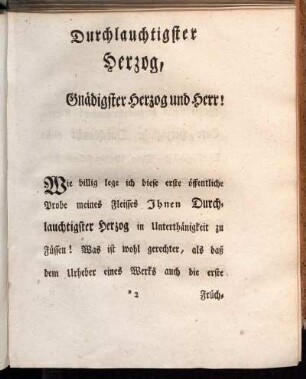 Durchlauchtigster
Herzog,
Gnädigster Herzog und Herr!
Wie billig lege ich diese erste öffentliche
Probe meines Fleisses Ihnen Durch-
lauchtigster Herzog in Unterthänigkeit zu
Füssen! Was ist wohl gerechter, als daß
dem Urheber eines Werks auch die erste
*2 Früch-